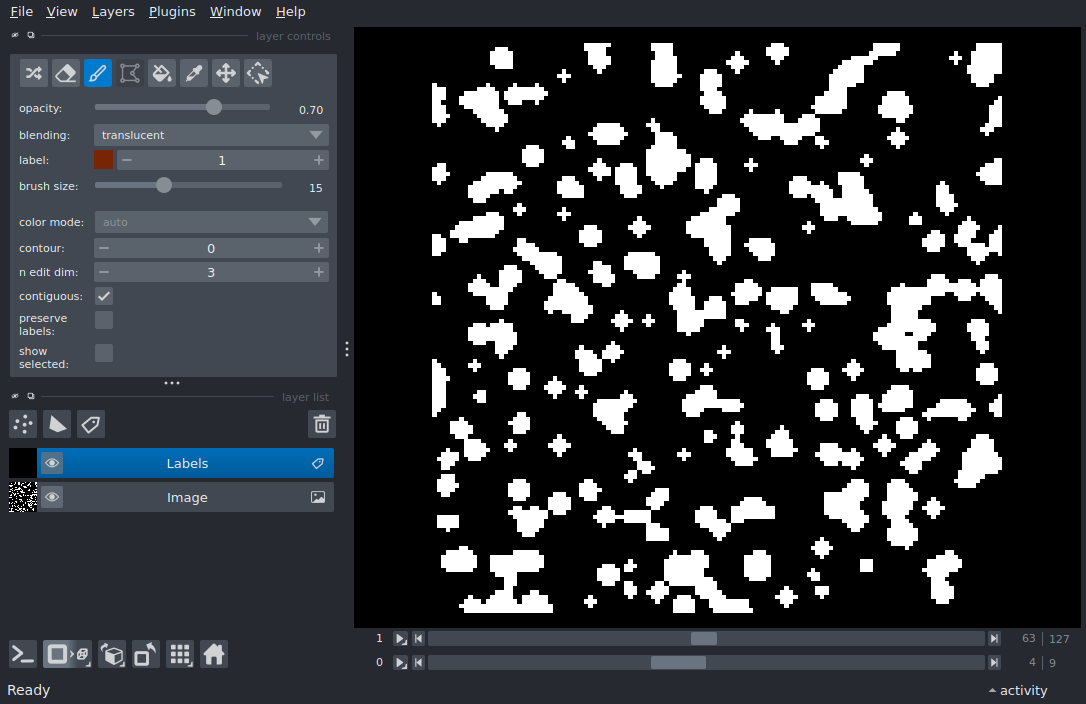 File View Layers Plugins Window Help
layer controls
opacity: 0.70
blending: translucent
label: 1
brush size: 15
color mode: auto
contour: 0
n edit dim: 3
contiguous:
preserve
labels:
show
selected:
layer list
Labels
Image
1 63 127
0 4 9
Ready activity